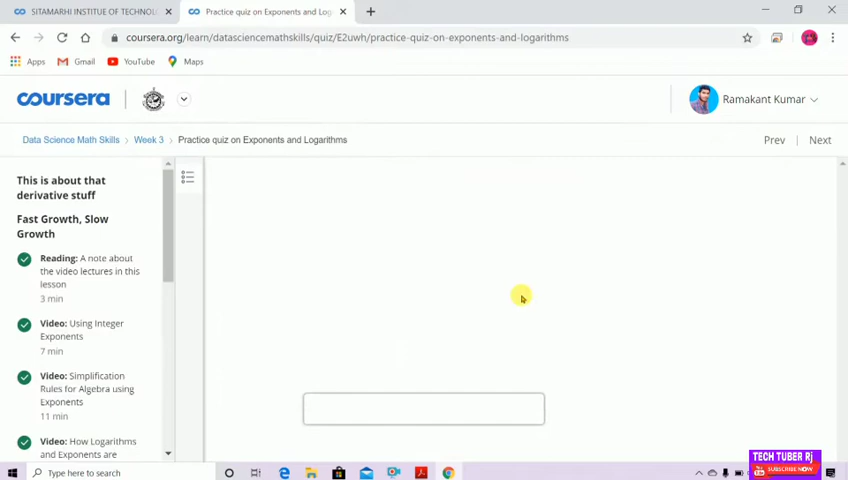 SITAMARHI INSTITUE OF TECHNOL
Practice quiz on Exponents and Log
coursera.org/learn/datasciencemathskills/quiz/E2uwh/practice-quiz-on-exponents-and-logarithms
Apps Gmail YouTube Maps
coursera
Ramakant Kumar
Data Science Math Skills > Week 3 > Practice quiz on Exponents and Logarithms
Prev | Next
This is about that
derivative stuff
Fast Growth, Slow
Growth
Reading: A note about
the video lectures in this
lesson
3 min
Video: Using Integer
Exponents
7 min
Video: Simplification
Rules for Algebra using
Exponents
11 min
Video: How Logarithms
and Exponents are
Type here to search
TECH TUBER Rj
SUBSCRIBE NOW